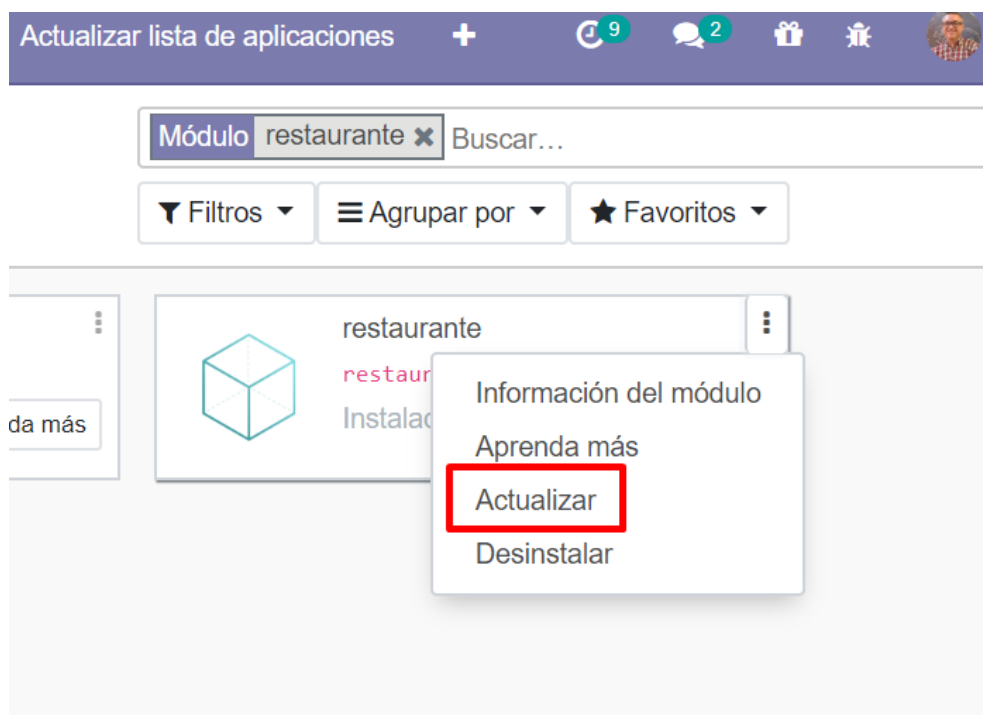 Actualizar lista de aplicaciones + 9 2
Módulo restaurante × Buscar...
Filtros Agrupar por Favoritos
restaurante
restaur
Información del módulo
da más Instalad
Aprenda más
Actualizar
Desinstalar